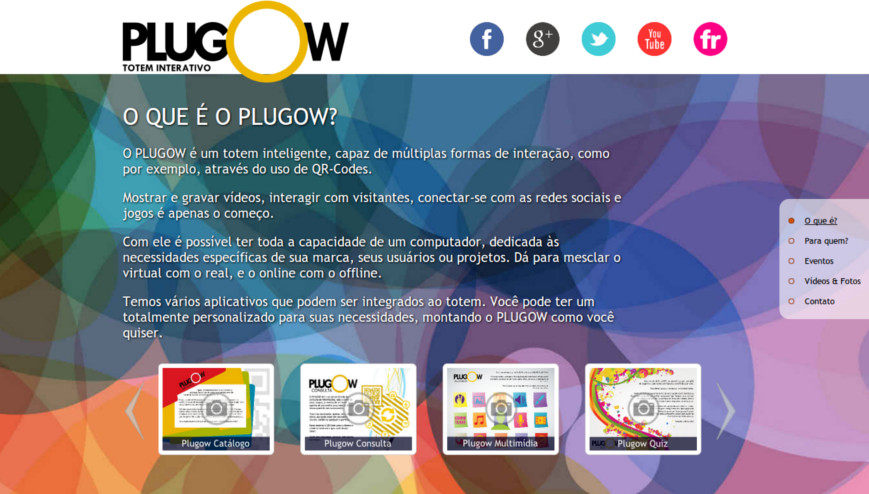 PLUGOW
TOTEM INTERATIVO
f
g+
You
Tube
fr
O QUE É O PLUGOW?
O PLUGOW é um totem inteligente, capaz de múltiplas formas de interação, como
por exemplo, através do uso de QR-Codes.
Mostrar e gravar vídeos, interagir com visitantes, conectar-se com as redes sociais e
jogos é apenas o começo.
Com ele é possível ter toda a capacidade de um computador, dedicada às
necessidades específicas de sua marca, seus usuários ou projetos. Dá para mesclar o
virtual com o real, e o online com o offline.
Temos vários aplicativos que podem ser integrados ao totem. Você pode ter um
totalmente personalizado para suas necessidades, montando o PLUGOW como você
quiser.
O que é?
Para quem?
Eventos
Vídeos & Fotos
Contato
PLUGOW
PLUGOW
CONSULTA
PLUGOW
PLUGOW
Plugow Catálogo
Plugow Consulta
Plugow Multimídia
Plugow Quiz